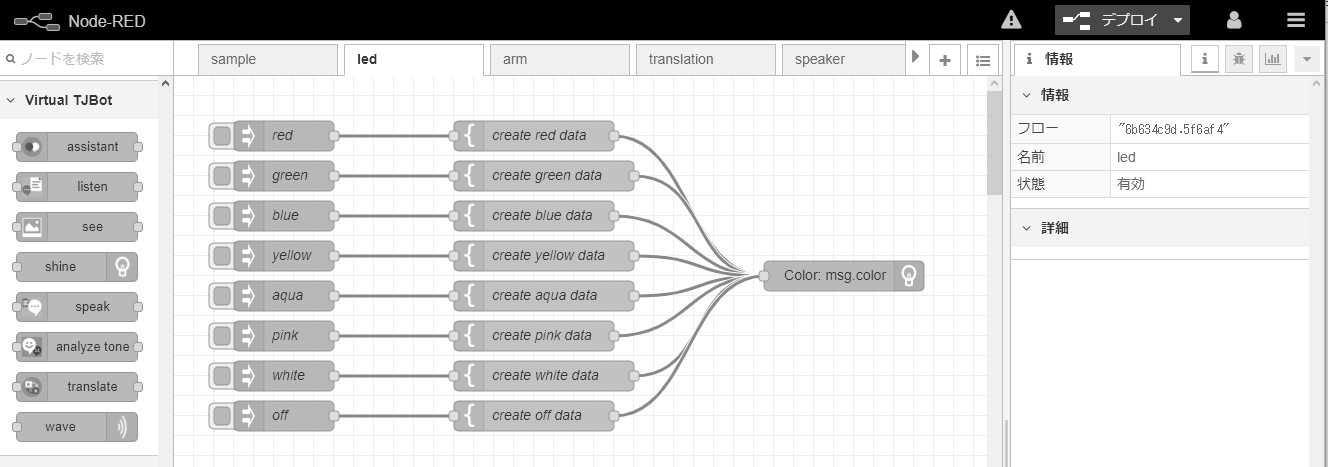 Node-RED
デプロイ
ノードを検索
sample
led
arm
translation
speaker
情報
Virtual TJBot
assistant
listen
see
shine
speak
analyze tone
translate
wave
red
create red data
green
create green data
blue
create blue data
yellow
create yellow data
aqua
create aqua data
pink
create pink data
white
create white data
off
create off data
Color: msg.color
情報
フロー
"6b634c9d.5f6af4"
名前
led
状態
有効
詳細